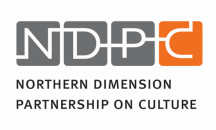 NDPC
NORTHERN DIMENSION
PARTNERSHIP ON CULTURE